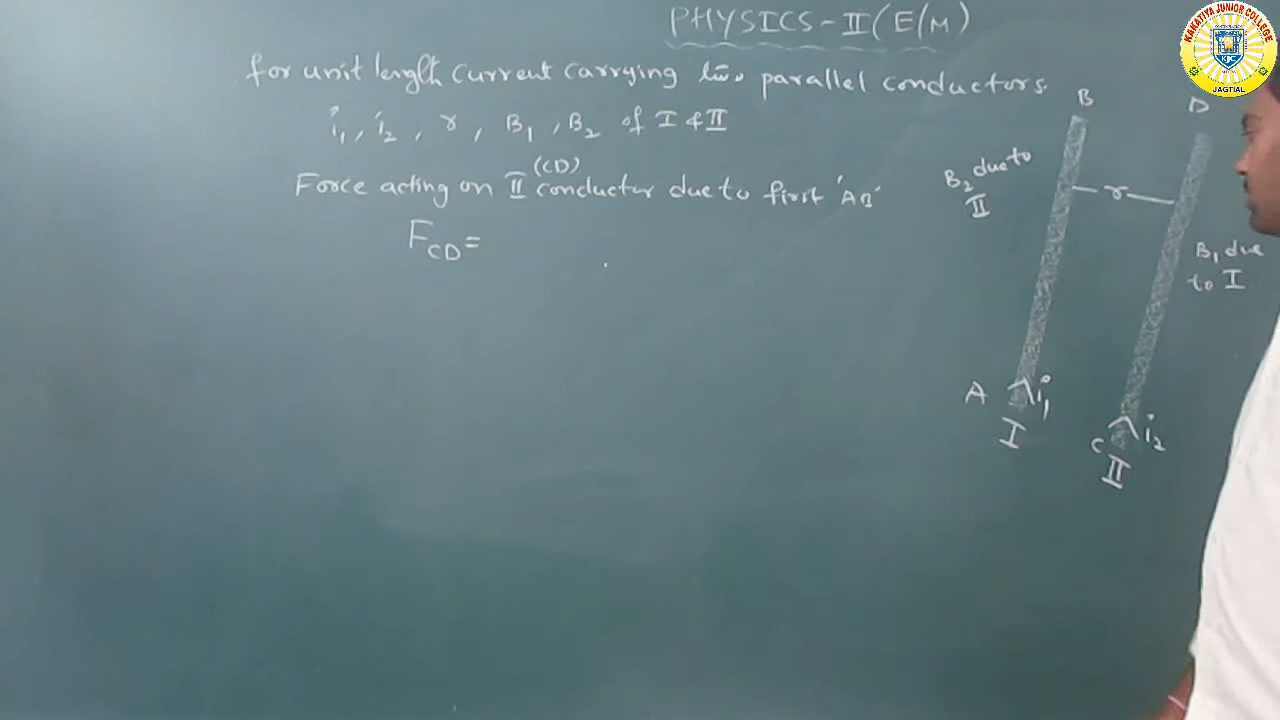 PHYSICS-II(E/M)
for unit length current carrying two parallel conductors.
i₁, i₂, r, B₁, B₂ of I & II
(CD)
Force acting on II conductor due to first 'AB'
F_CD =
B
D
B₂ due to
II
r
B₁ due
to I
A
i₁
I
C
i₂
II
KAKATIYA JUNIOR COLLEGE
KJC
JAGTIAL